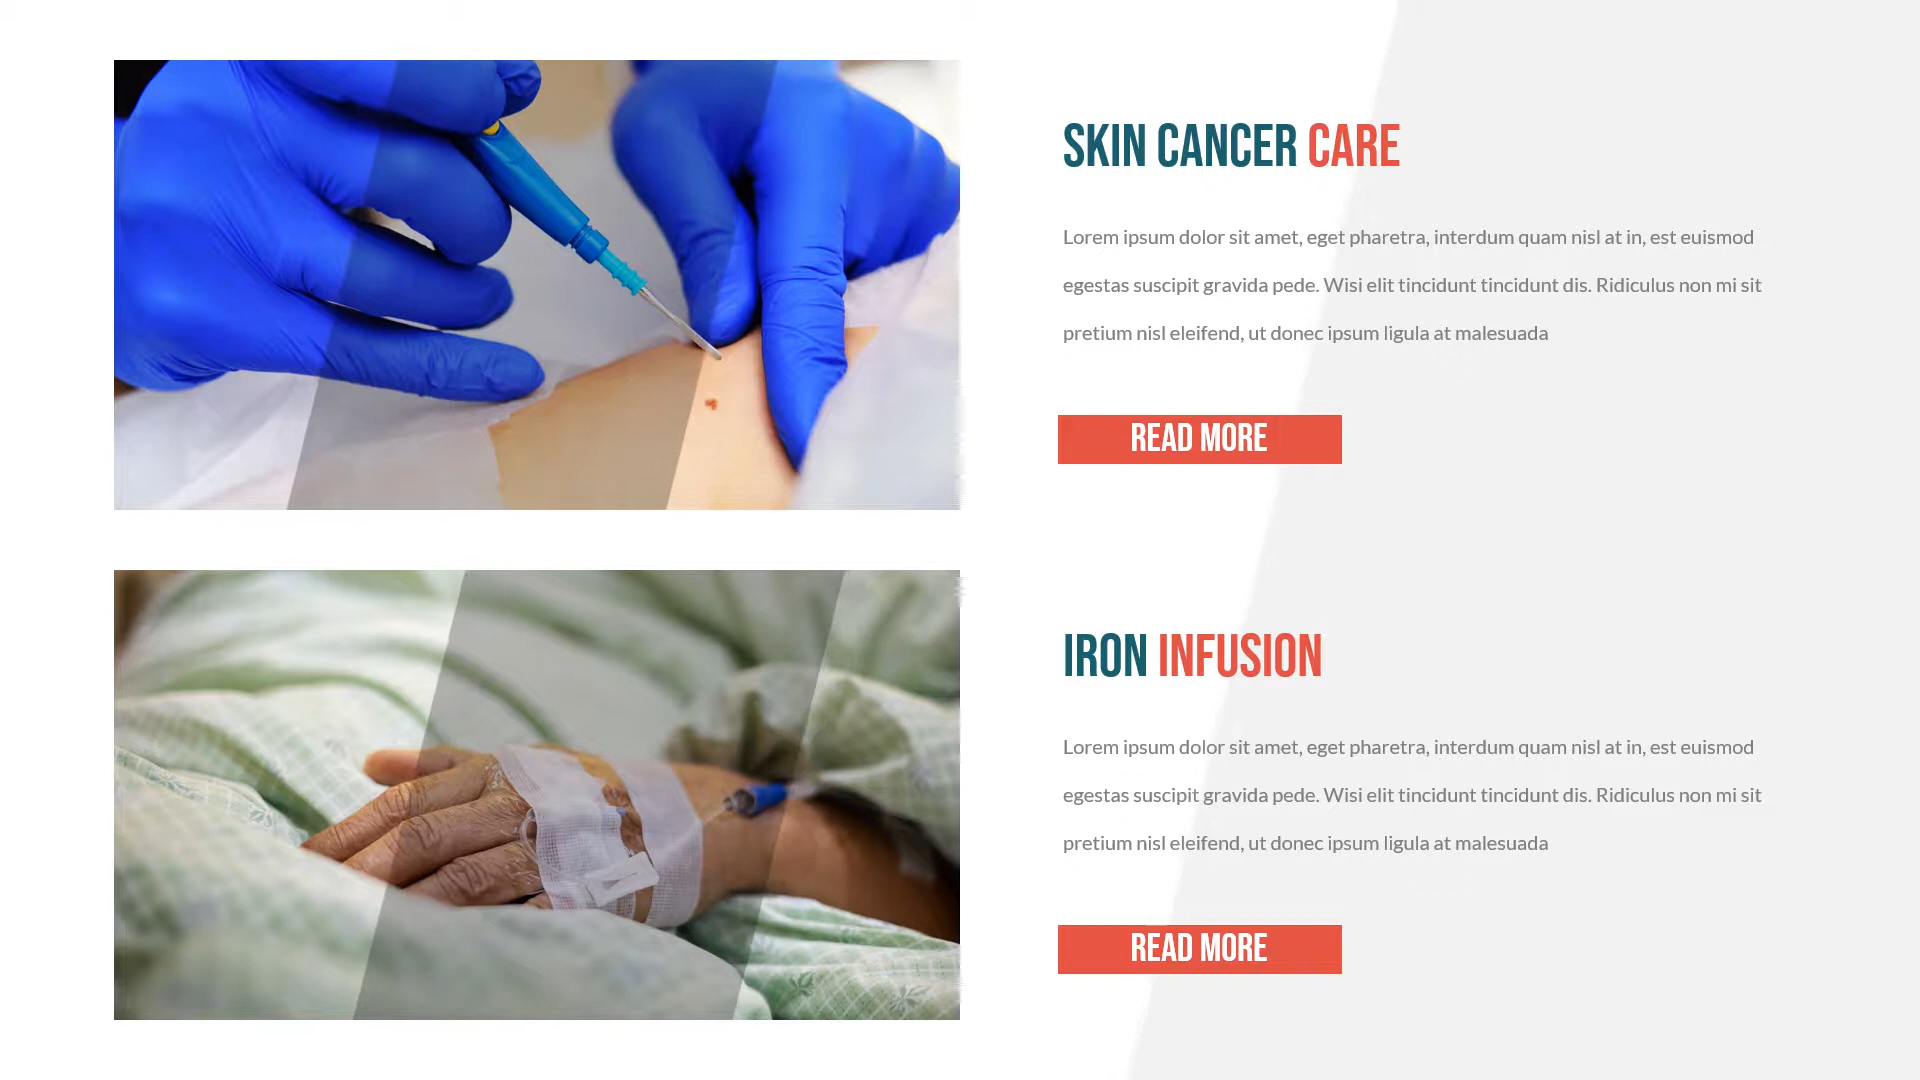 SKIN CANCER CARE
Lorem ipsum dolor sit amet, eget pharetra, interdum quam nisl at in, est euismod
egestas suscipit gravida pede. Wisi elit tincidunt tincidunt dis. Ridiculus non mi sit
pretium nisl eleifend, ut donec ipsum ligula at malesuada
READ MORE
IRON INFUSION
Lorem ipsum dolor sit amet, eget pharetra, interdum quam nisl at in, est euismod
egestas suscipit gravida pede. Wisi elit tincidunt tincidunt dis. Ridiculus non mi sit
pretium nisl eleifend, ut donec ipsum ligula at malesuada
READ MORE